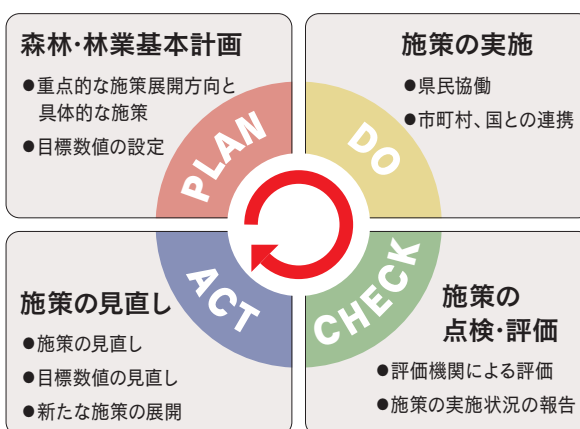 森林・林業基本計画
●重点的な施策展開方向と
具体的な施策
●目標数値の設定
PLAN
施策の実施
●県民協働
●市町村、国との連携
DO
施策の見直し
●施策の見直し
●目標数値の見直し
●新たな施策の展開
ACT
施策の
点検・評価
●評価機関による評価
●施策の実施状況の報告
CHECK